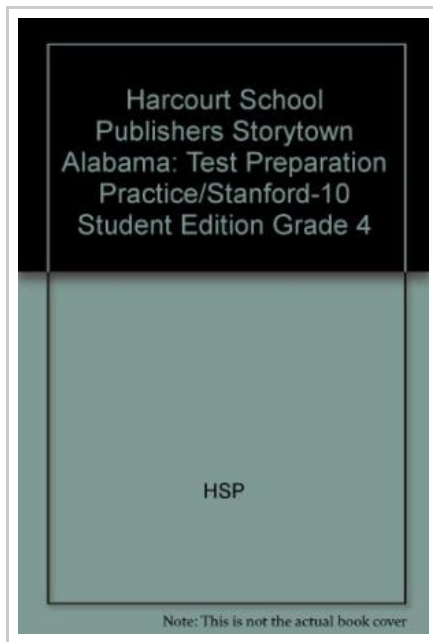 Harcourt School
Publishers Storytown
Alabama: Test Preparation
Practice/Stanford-10
Student Edition Grade 4
HSP
Note: This is not the actual book cover